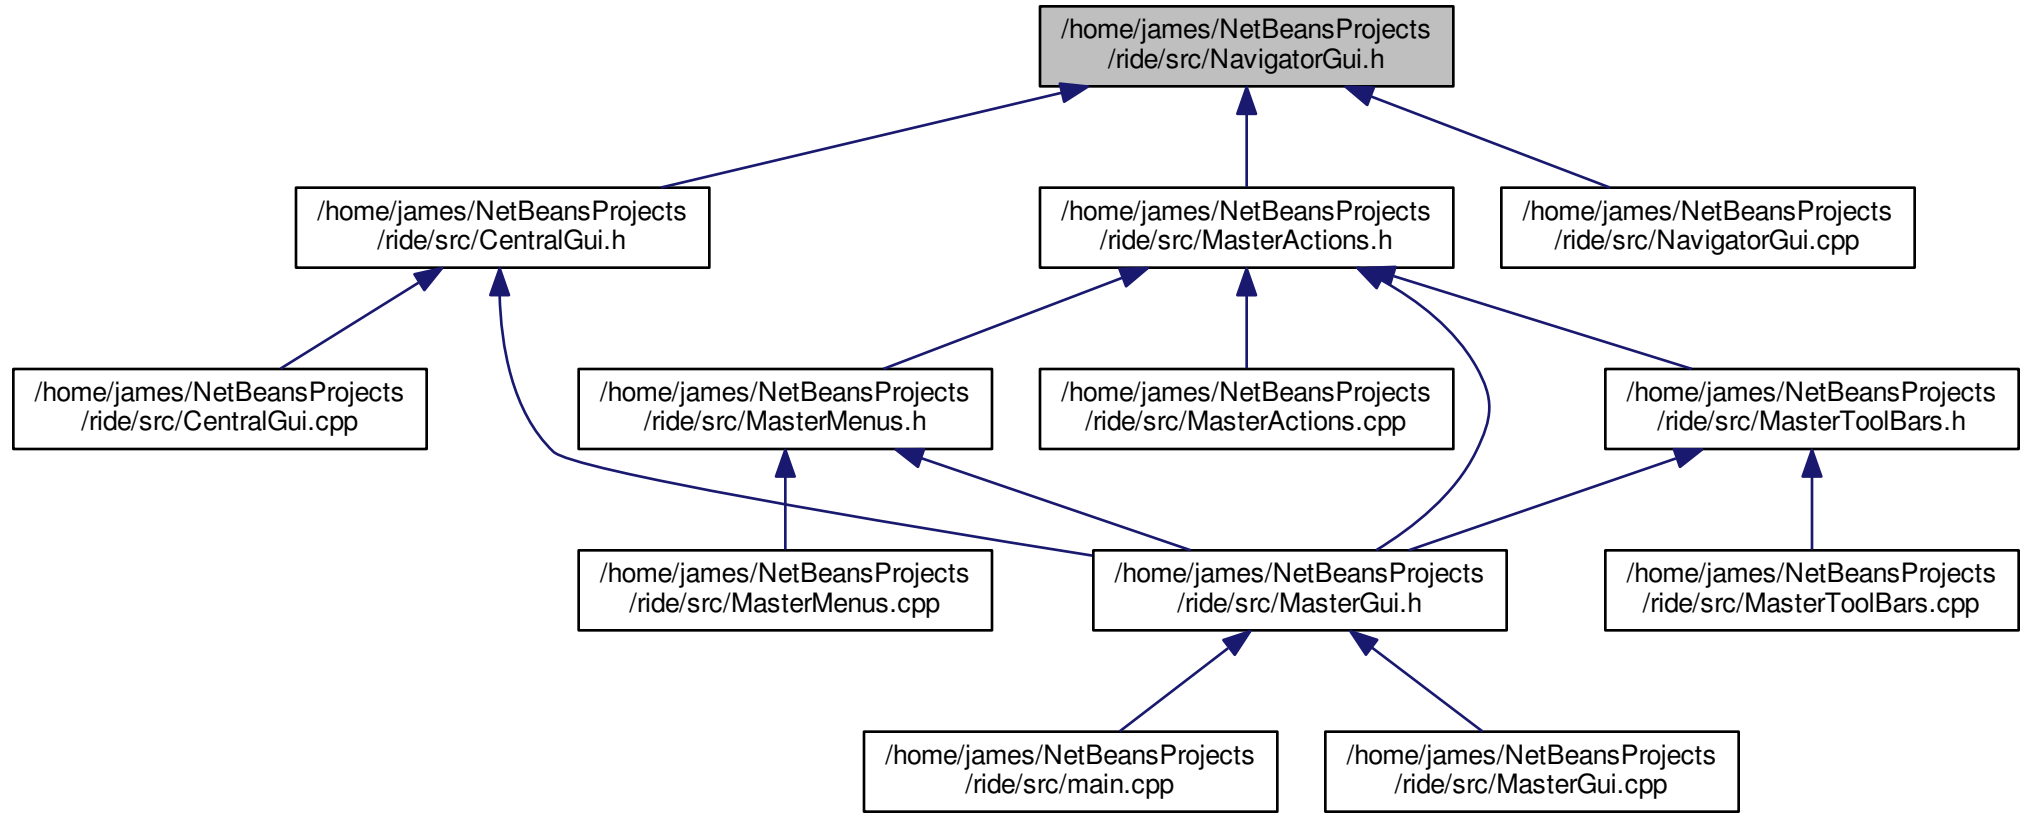 /home/james/NetBeansProjects
/ride/src/NavigatorGui.h
/home/james/NetBeansProjects
/ride/src/CentralGui.h
/home/james/NetBeansProjects
/ride/src/MasterActions.h
/home/james/NetBeansProjects
/ride/src/NavigatorGui.cpp
/home/james/NetBeansProjects
/ride/src/CentralGui.cpp
/home/james/NetBeansProjects
/ride/src/MasterMenus.h
/home/james/NetBeansProjects
/ride/src/MasterActions.cpp
/home/james/NetBeansProjects
/ride/src/MasterToolBars.h
/home/james/NetBeansProjects
/ride/src/MasterMenus.cpp
/home/james/NetBeansProjects
/ride/src/MasterGui.h
/home/james/NetBeansProjects
/ride/src/MasterToolBars.cpp
/home/james/NetBeansProjects
/ride/src/main.cpp
/home/james/NetBeansProjects
/ride/src/MasterGui.cpp